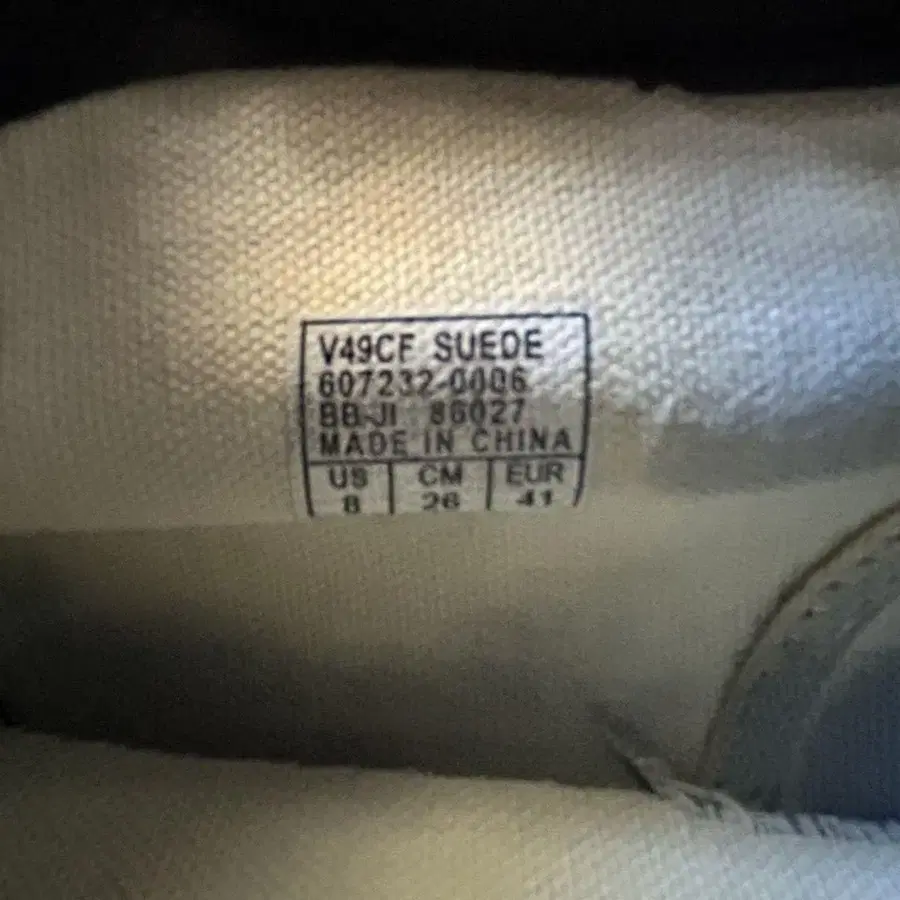 V49CF SUEDE
607232-0006
BB-JI 86027
MADE IN CHINA
US CM EUR
8 26 41